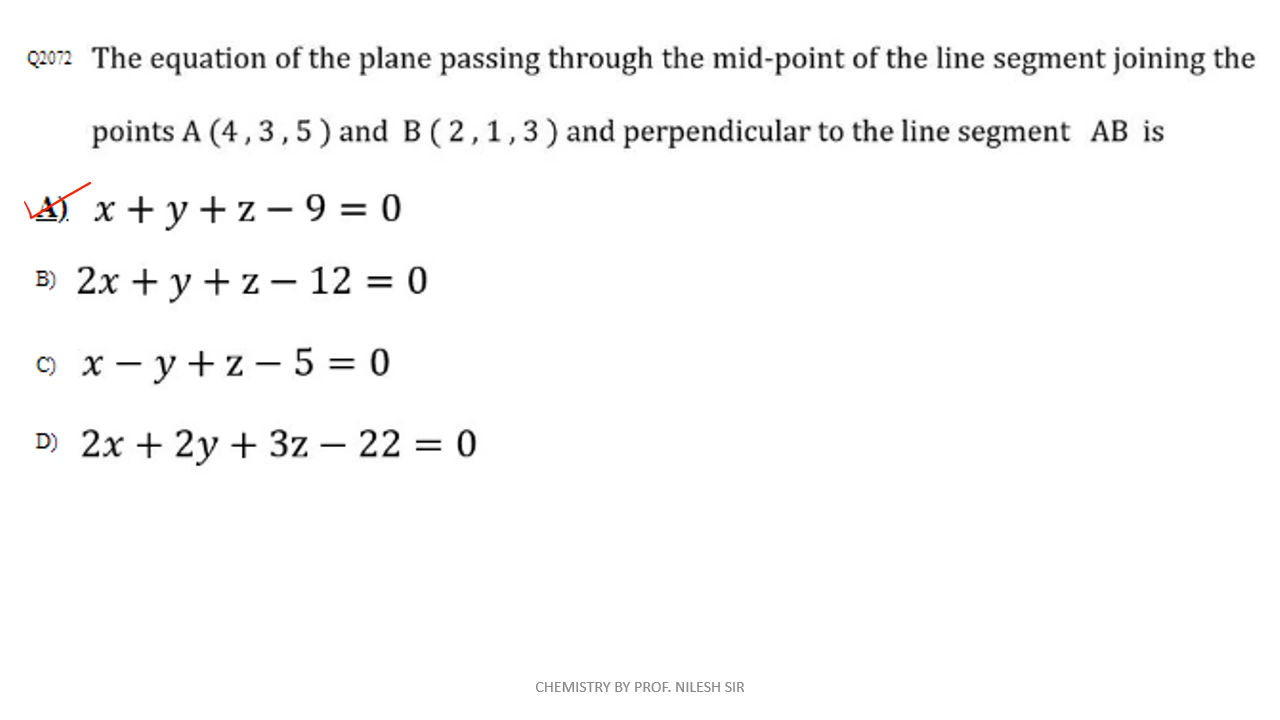 Q2072 The equation of the plane passing through the mid-point of the line segment joining the
points A (4 , 3 , 5 ) and B ( 2 , 1 , 3 ) and perpendicular to the line segment AB is
A) x + y + z − 9 = 0
B) 2x + y + z − 12 = 0
C) x − y + z − 5 = 0
D) 2x + 2y + 3z − 22 = 0
CHEMISTRY BY PROF. NILESH SIR